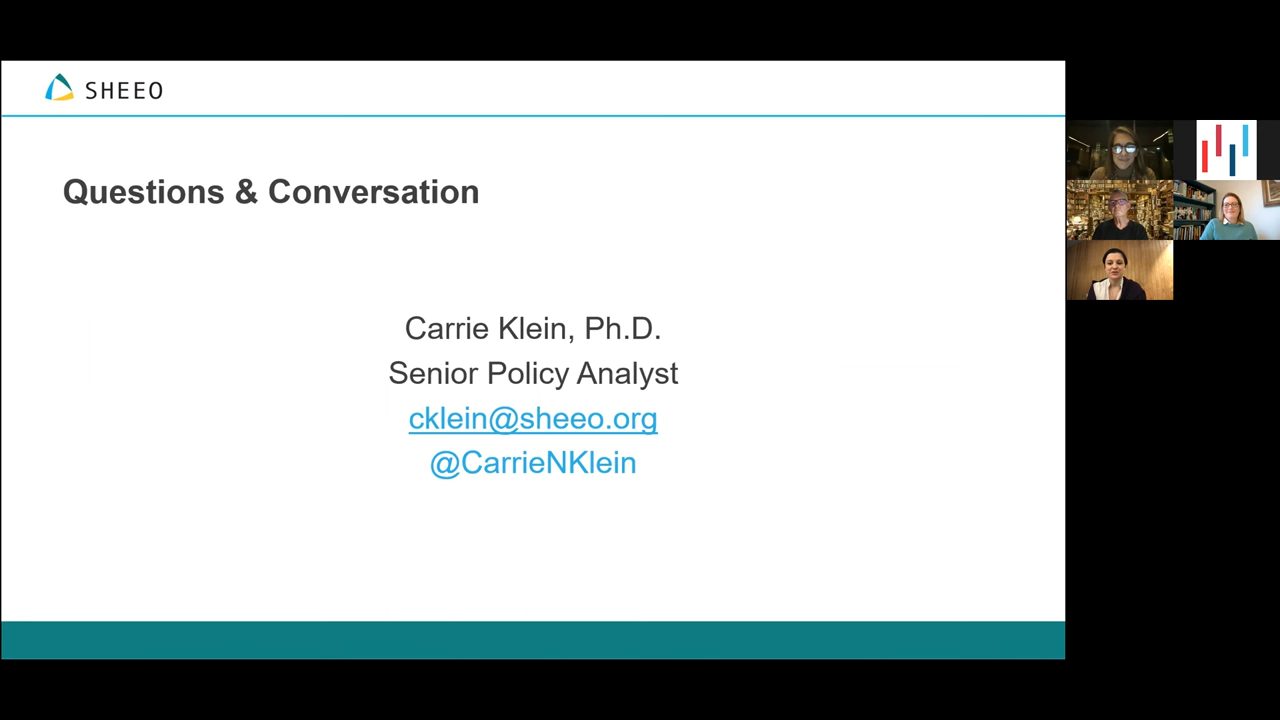 SHEEO
Questions & Conversation
Carrie Klein, Ph.D.
Senior Policy Analyst
cklein@sheeo.org
@CarrieNKlein